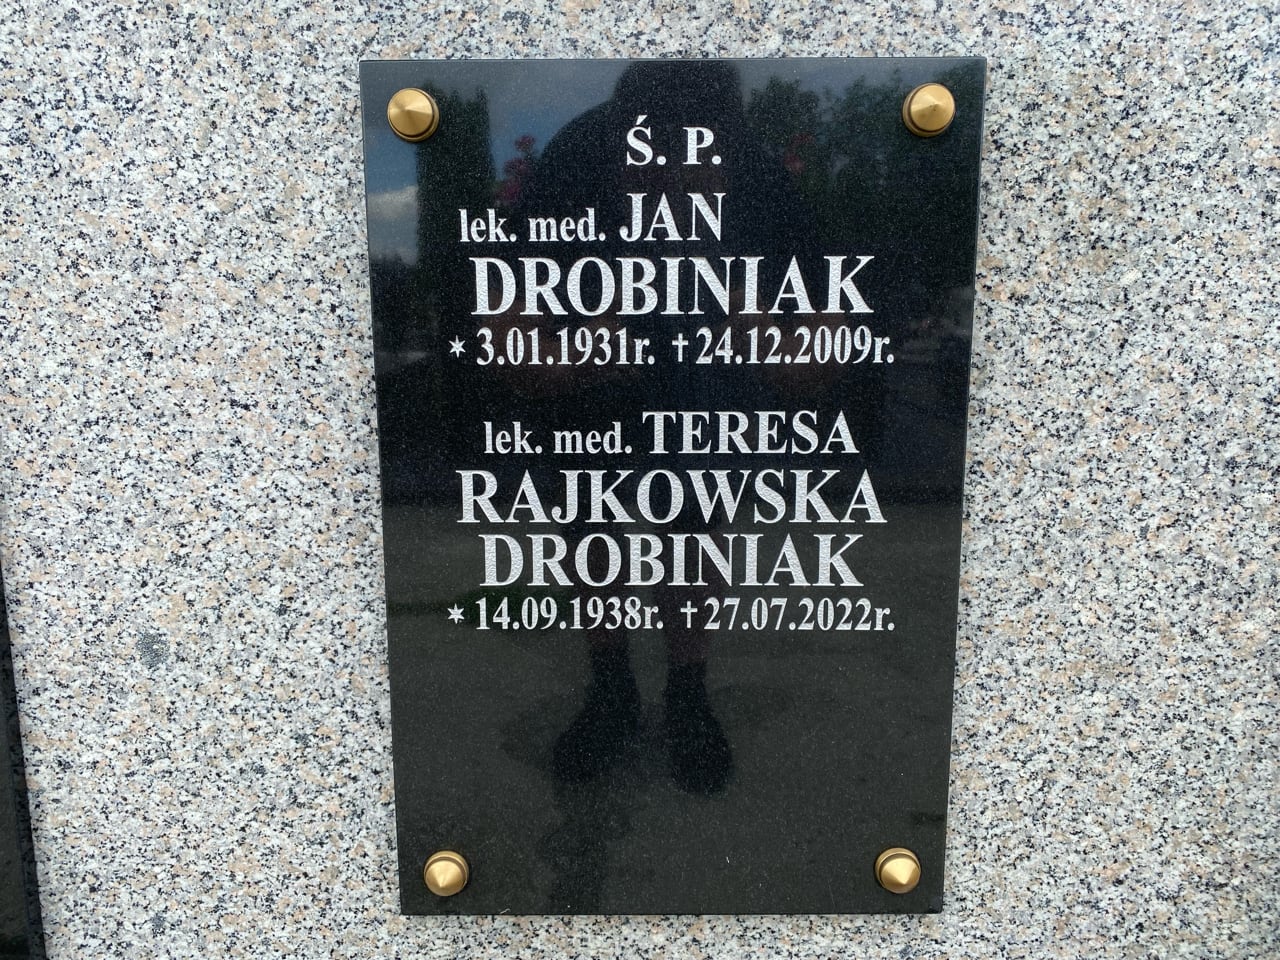 Ś. P.
lek. med. JAN
DROBINIAK
* 3.01.1931r. ✝24.12.2009r.
lek. med. TERESA
RAJKOWSKA
DROBINIAK
* 14.09.1938r. ✝27.07.2022r.